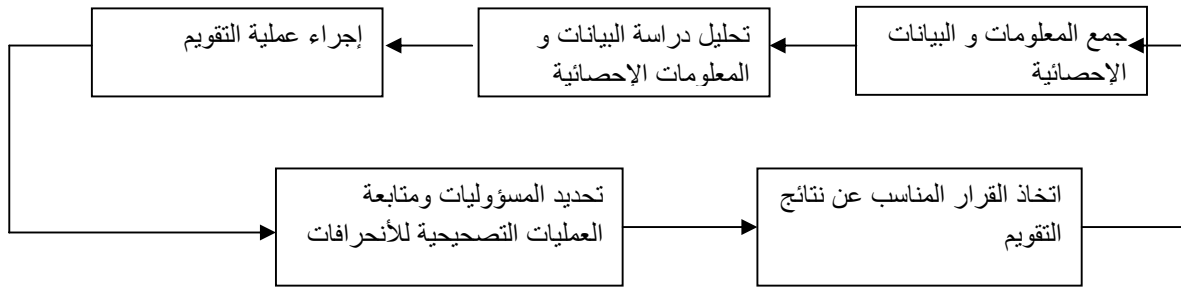 جمع المعلومات و البيانات
الإحصائية
تحليل دراسة البيانات و
المعلومات الإحصائية
إجراء عملية التقويم
تحديد المسؤوليات ومتابعة
العمليات التصحيحية للأنحرافات
اتخاذ القرار المناسب عن نتائج
التقويم